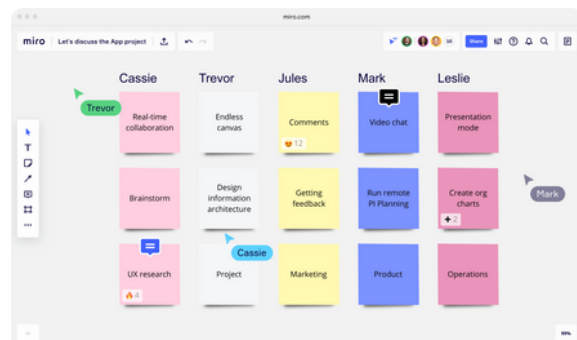 miro.com
miro
Let's discuss the App project
Share
Cassie
Trevor
Jules
Mark
Leslie
Trevor
Real-time
collaboration
Endless
canvas
Comments
12
Video chat
Presentation
mode
Brainstorm
Design
information
architecture
Getting
feedback
Run remote
PI Planning
Create org
charts
2
Mark
Cassie
UX research
4
Project
Marketing
Product
Operations